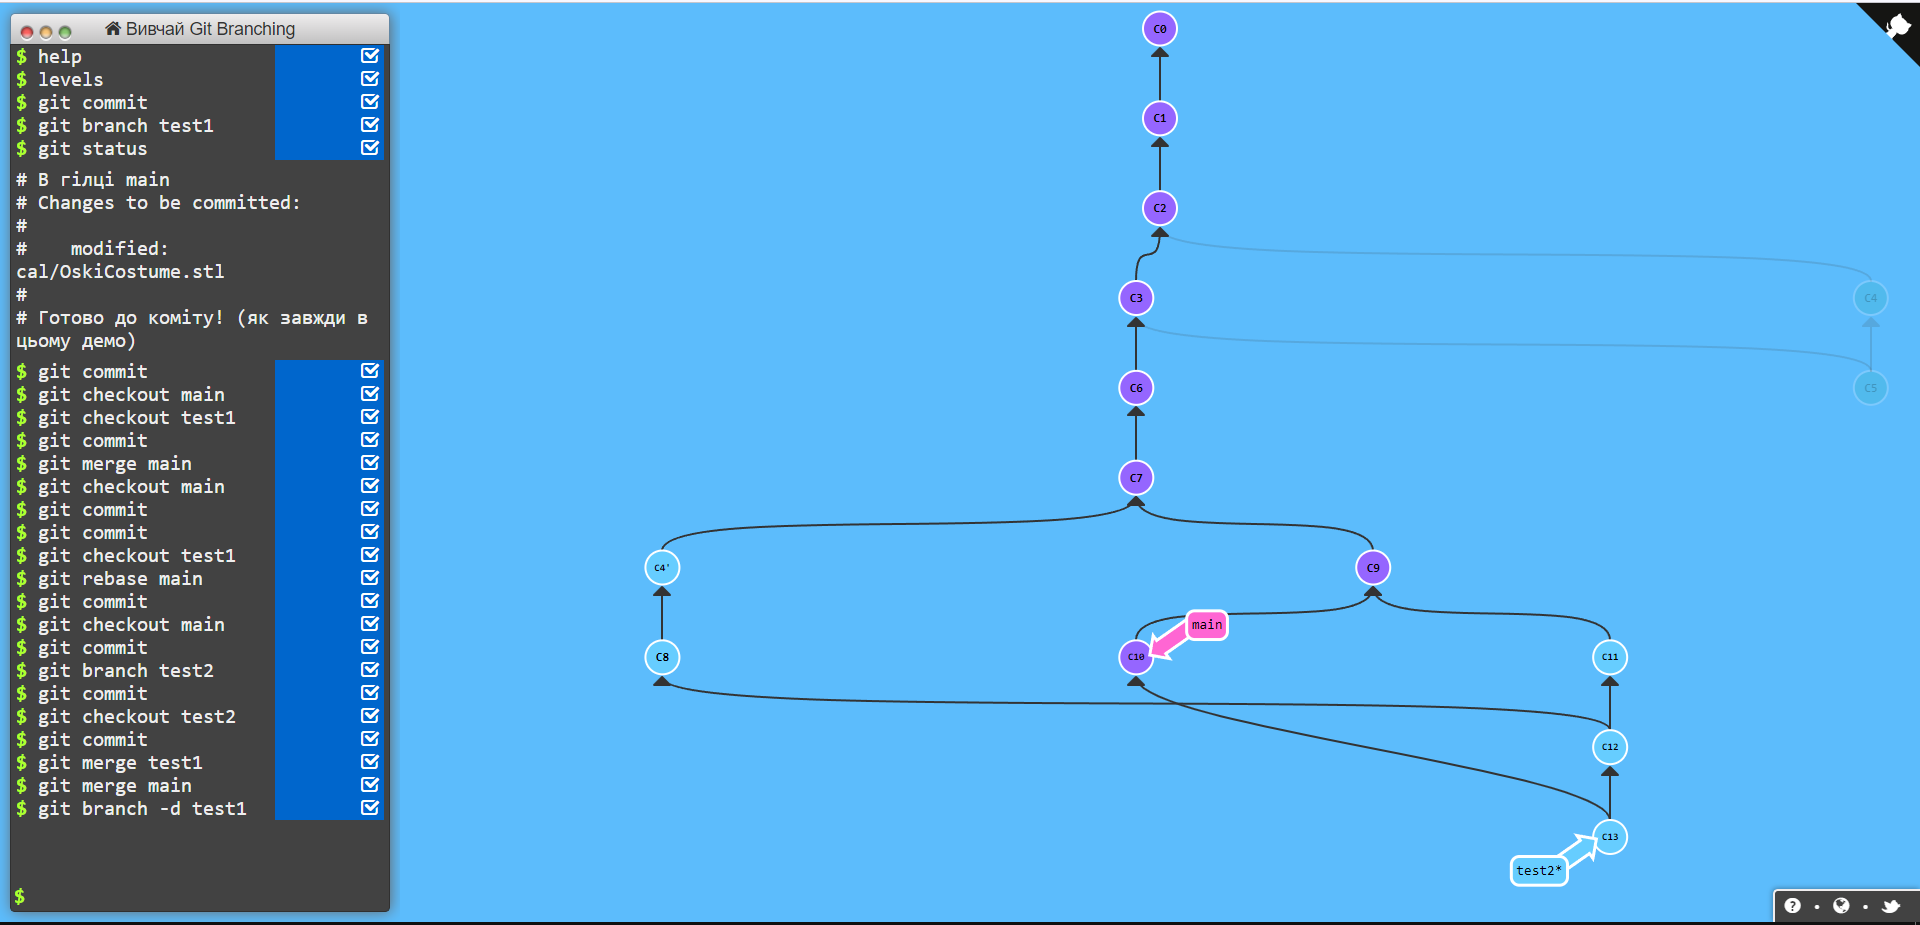 Вивчай Git Branching
$ help
$ levels
$ git commit
$ git branch test1
$ git status
# В гілці main
# Changes to be committed:
#
#    modified:
cal/OskiCostume.stl
#
# Готово до коміту! (як завжди в
цьому демо)
$ git commit
$ git checkout main
$ git checkout test1
$ git commit
$ git merge main
$ git checkout main
$ git commit
$ git commit
$ git checkout test1
$ git rebase main
$ git commit
$ git checkout main
$ git commit
$ git branch test2
$ git commit
$ git checkout test2
$ git commit
$ git merge test1
$ git merge main
$ git branch -d test1
$
C0
C1
C2
C3
C4
C6
C5
C7
C4'
C9
main
C8
C10
C11
C12
C13
test2*